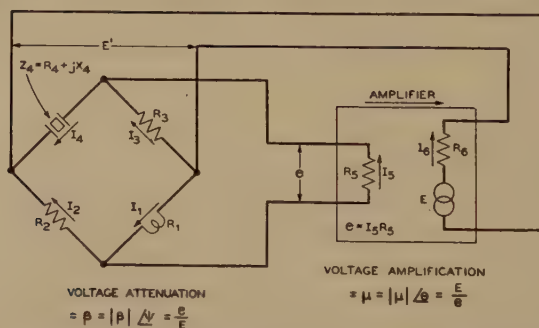 E'
Z₄=R₄+jX₄
AMPLIFIER
R₃
I₄
I₃
I₆
R₆
e
R₅
I₅
I₂
I₁
R₂
R₁
E
e = I₅R₅
VOLTAGE ATTENUATION
= β = |β| /ψ = e/E
VOLTAGE AMPLIFICATION
= μ = |μ| /θ = E/e